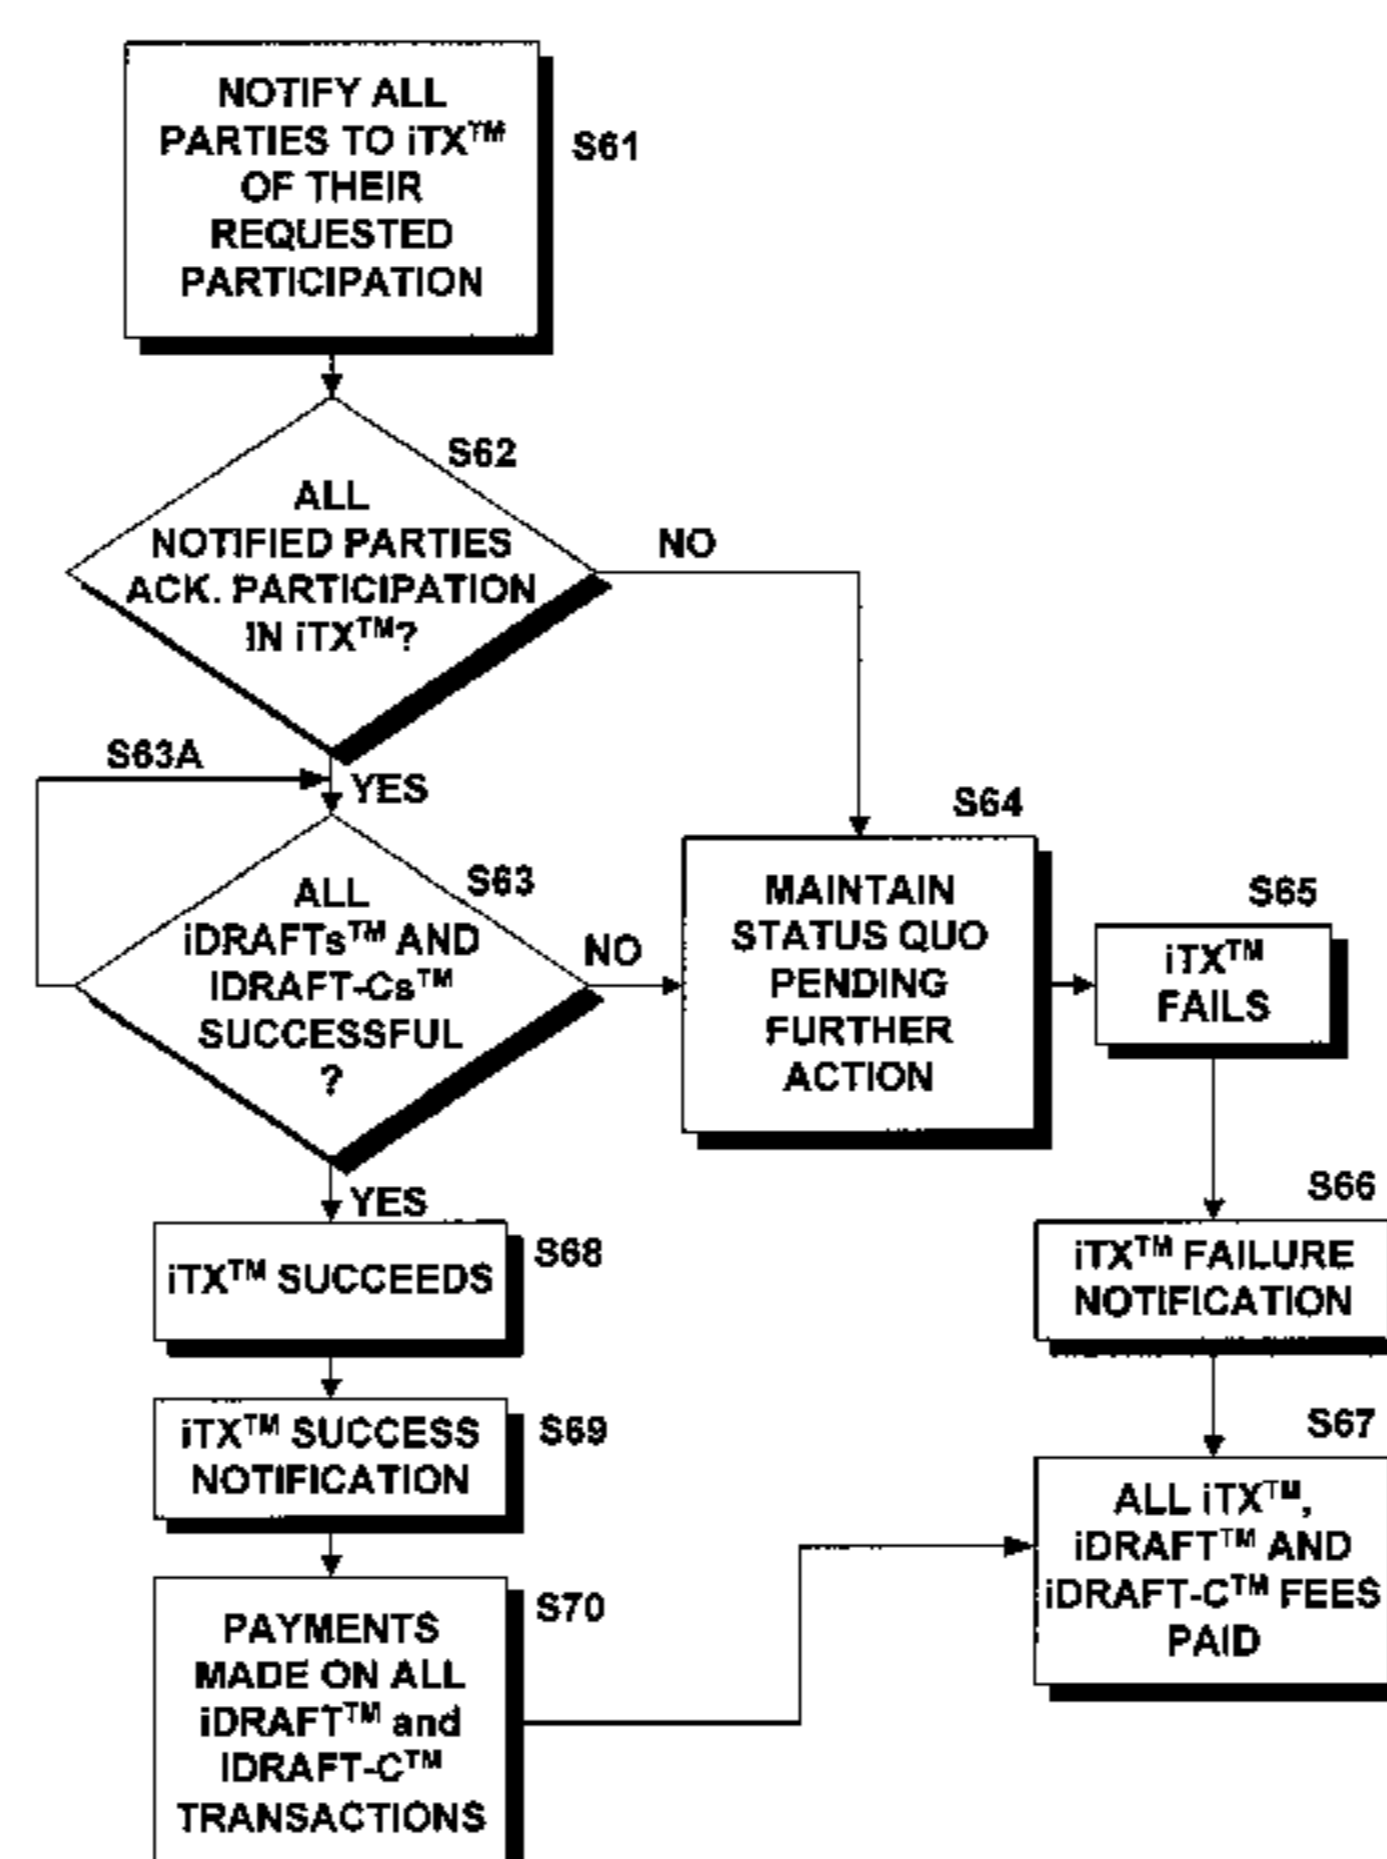 NOTIFY ALL
PARTIES TO iTX™
OF THEIR
REQUESTED
PARTICIPATION
S61
S62
ALL
NOTIFIED PARTIES
ACK. PARTICIPATION
IN iTX™?
NO
S63A
YES
S63
ALL
iDRAFTs™ AND
IDRAFT-Cs™
SUCCESSFUL
?
NO
S64
MAINTAIN
STATUS QUO
PENDING
FURTHER
ACTION
S65
iTX™
FAILS
YES
S66
iTX™ FAILURE
NOTIFICATION
S68
iTX™ SUCCEEDS
S69
iTX™ SUCCESS
NOTIFICATION
S67
ALL iTX™,
iDRAFT™ AND
iDRAFT-C™ FEES
PAID
S70
PAYMENTS
MADE ON ALL
iDRAFT™ and
IDRAFT-C™
TRANSACTIONS